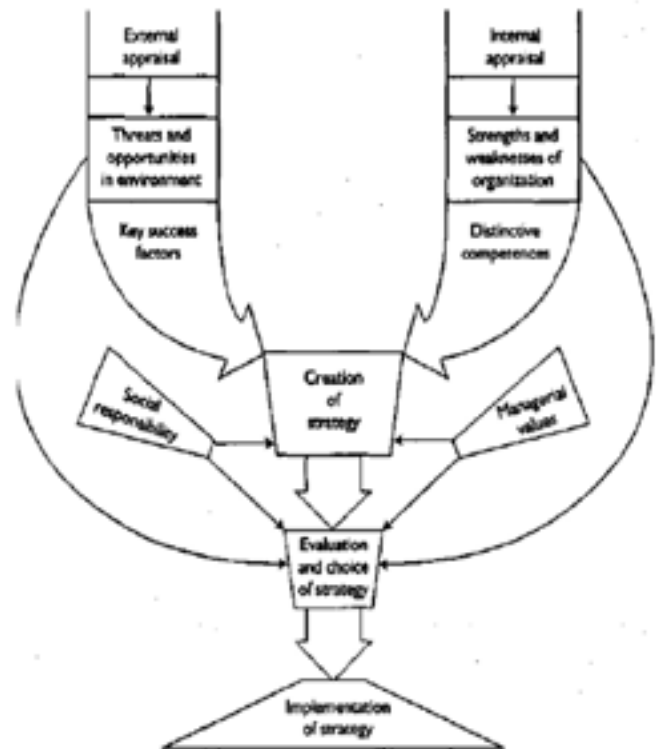 External
appraisal
Internal
appraisal
Threats and
opportunities
in environment
Strengths and
weaknesses of
organization
Key success
factors
Distinctive
competences
Creation
of
strategy
Social
responsibility
Managerial
values
Evaluation
and choice
of strategy
Implementation
of strategy